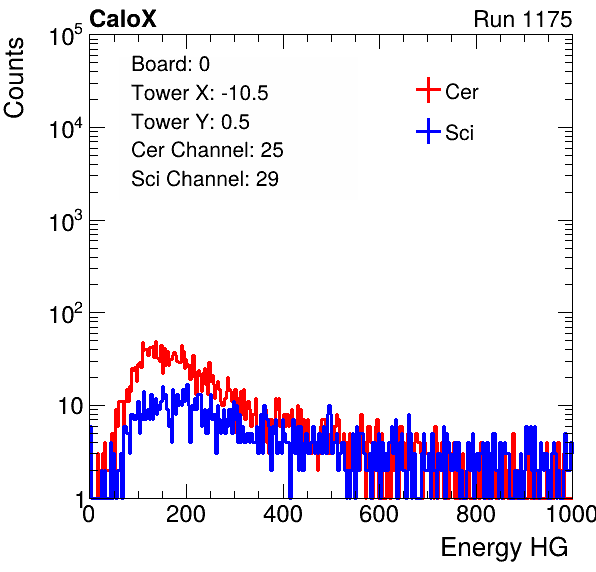 CaloX Run 1175
Counts
10^5
10^4
10^3
10^2
10
1
Board: 0
Tower X: -10.5
Tower Y: 0.5
Cer Channel: 25
Sci Channel: 29
Cer
Sci
0 200 400 600 800 1000
Energy HG